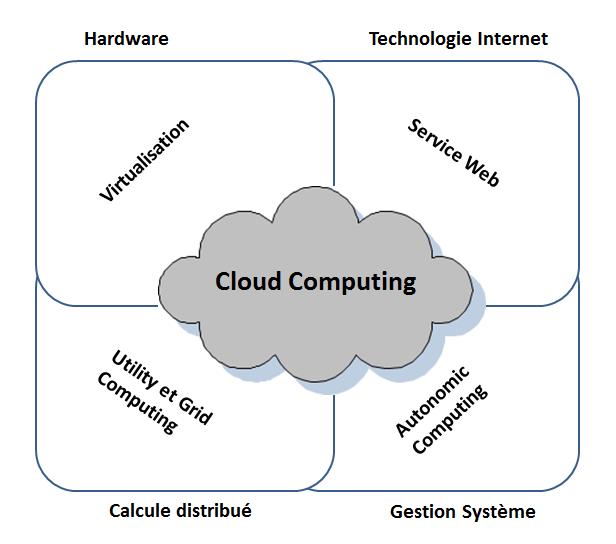 Hardware
Technologie Internet
Virtualisation
Service Web
Cloud Computing
Utility et Grid
Computing
Autonomic
Computing
Calcule distribué
Gestion Système